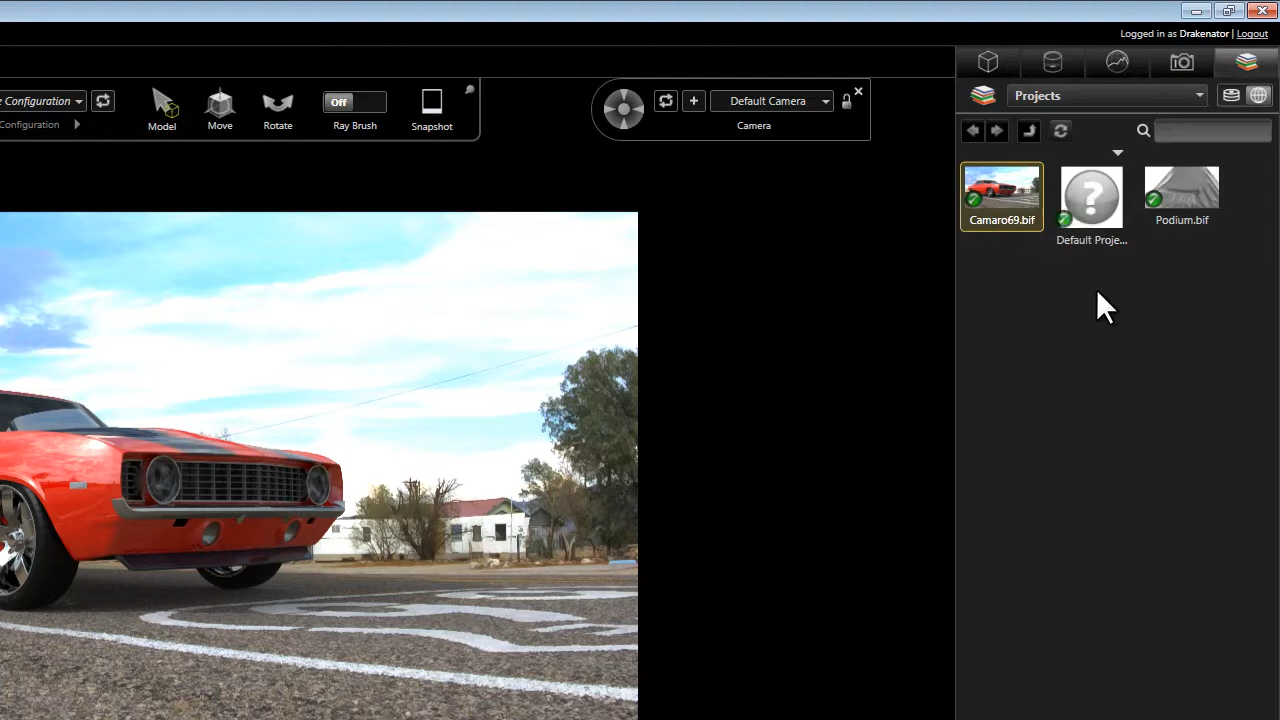 Logged in as Drakenator | Logout
Projects
e Configuration
Configuration
Model
Move
Rotate
Off
Ray Brush
Snapshot
Default Camera
Camera
Camaro69.bif
Default Proje...
Podium.bif